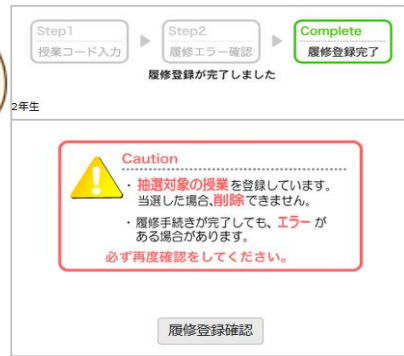 Step1
授業コード入力
Step2
履修エラー確認
Complete
履修登録完了
履修登録が完了しました
2年生
Caution
・抽選対象の授業を登録しています。
当選した場合、削除できません。
・履修手続きが完了しても、エラーが
ある場合があります。
必ず再度確認をしてください。
履修登録確認